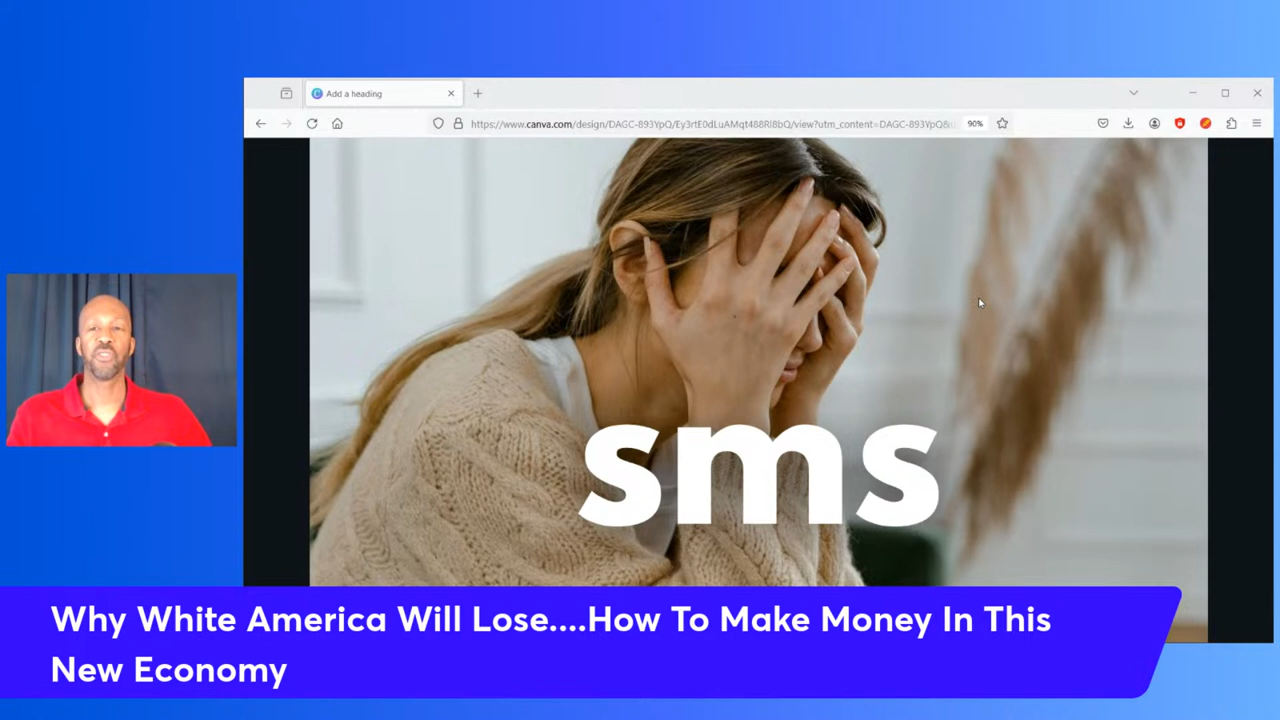 Add a heading
https://www.canva.com/design/DAGC-893YpQ/Ey3rtE0dLuAMqt488RI8bQ/view?utm_content=DAGC-893YpQ&
90%
sms
Why White America Will Lose....How To Make Money In This
New Economy